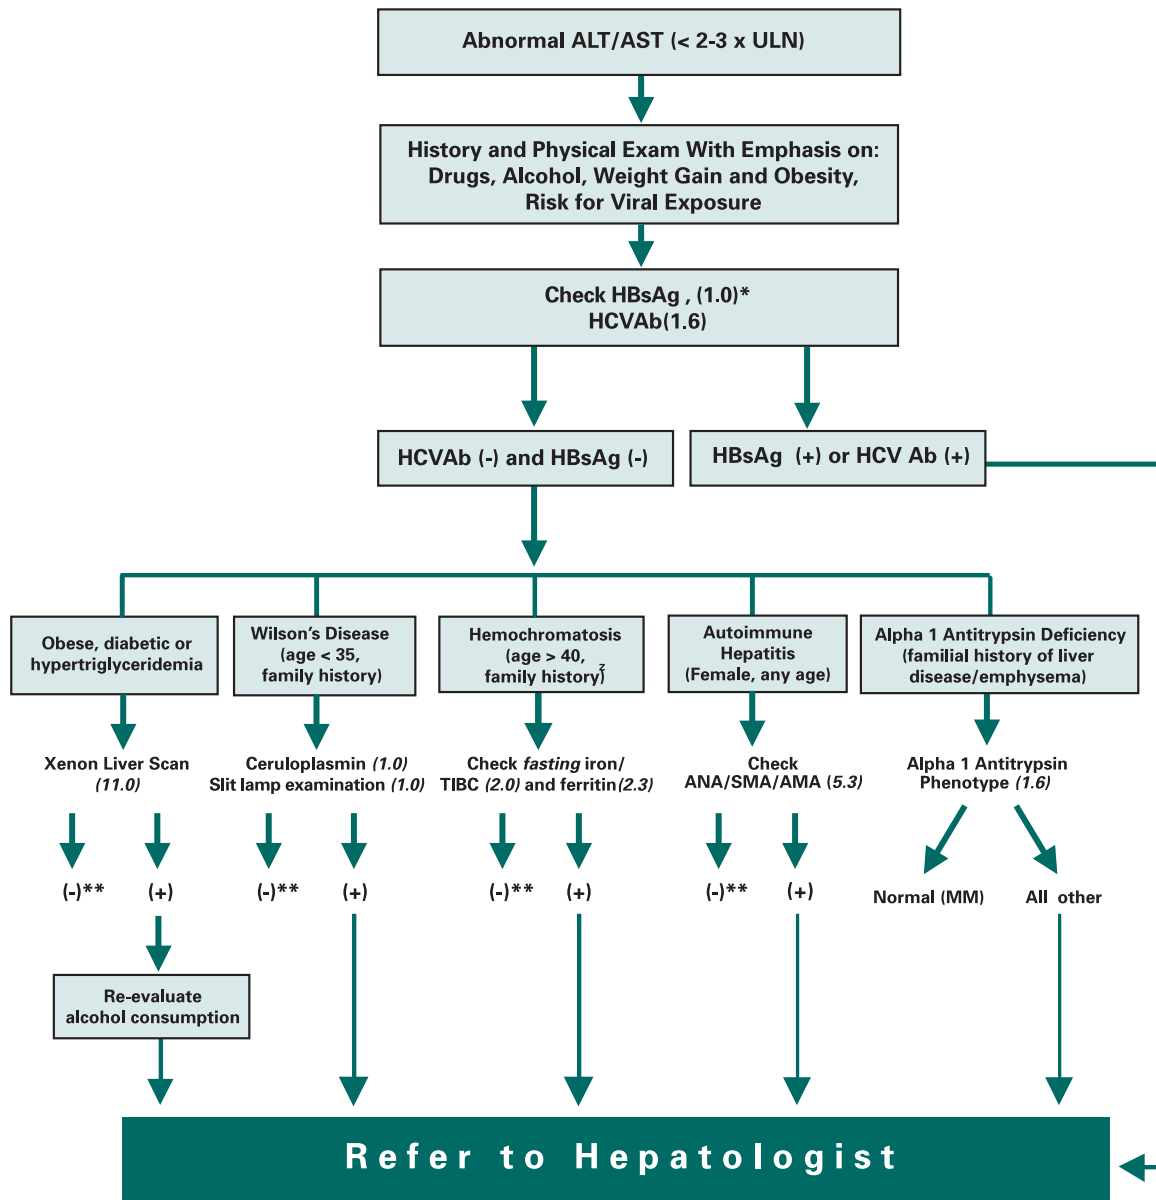 Abnormal ALT/AST (< 2-3 x ULN)
History and Physical Exam With Emphasis on:
Drugs, Alcohol, Weight Gain and Obesity,
Risk for Viral Exposure
Check HBsAg , (1.0)*
HCVAb(1.6)
HCVAb (-) and HBsAg (-)
HBsAg (+) or HCV Ab (+)
Obese, diabetic or
hypertriglyceridemia
Wilson's Disease
(age < 35,
family history)
Hemochromatosis
(age > 40,
family history)z
Autoimmune
Hepatitis
(Female, any age)
Alpha 1 Antitrypsin Deficiency
(familial history of liver
disease/emphysema)
Xenon Liver Scan
(11.0)
Ceruloplasmin (1.0)
Slit lamp examination (1.0)
Check fasting iron/
TIBC (2.0) and ferritin(2.3)
Check
ANA/SMA/AMA (5.3)
Alpha 1 Antitrypsin
Phenotype (1.6)
(-)**
(+)
(-)**
(+)
(-)**
(+)
(-)**
(+)
Normal (MM)
All other
Re-evaluate
alcohol consumption
Refer to Hepatologist